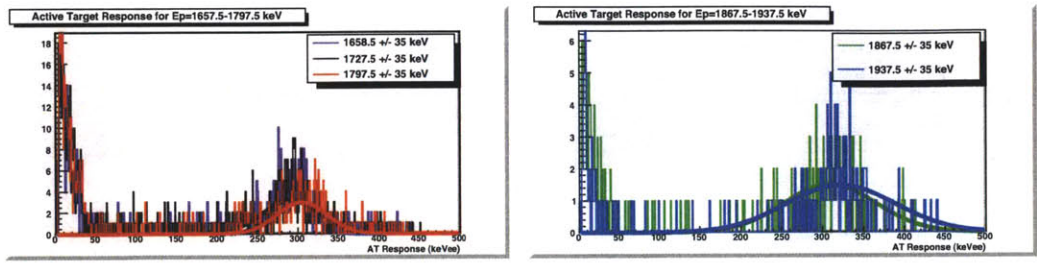 Active Target Response for Ep=1657.5-1797.5 keV
1658.5 +/- 35 keV
1727.5 +/- 35 keV
1797.5 +/- 35 keV
18
16
14
12
10
8
6
4
2
0
0 50 100 150 200 250 300 350 400 450 500
AT Response (keVee)
Active Target Response for Ep=1867.5-1937.5 keV
1867.5 +/- 35 keV
1937.5 +/- 35 keV
6
5
4
3
2
1
0
0 50 100 150 200 250 300 350 400 450 500
AT Response (keVee)